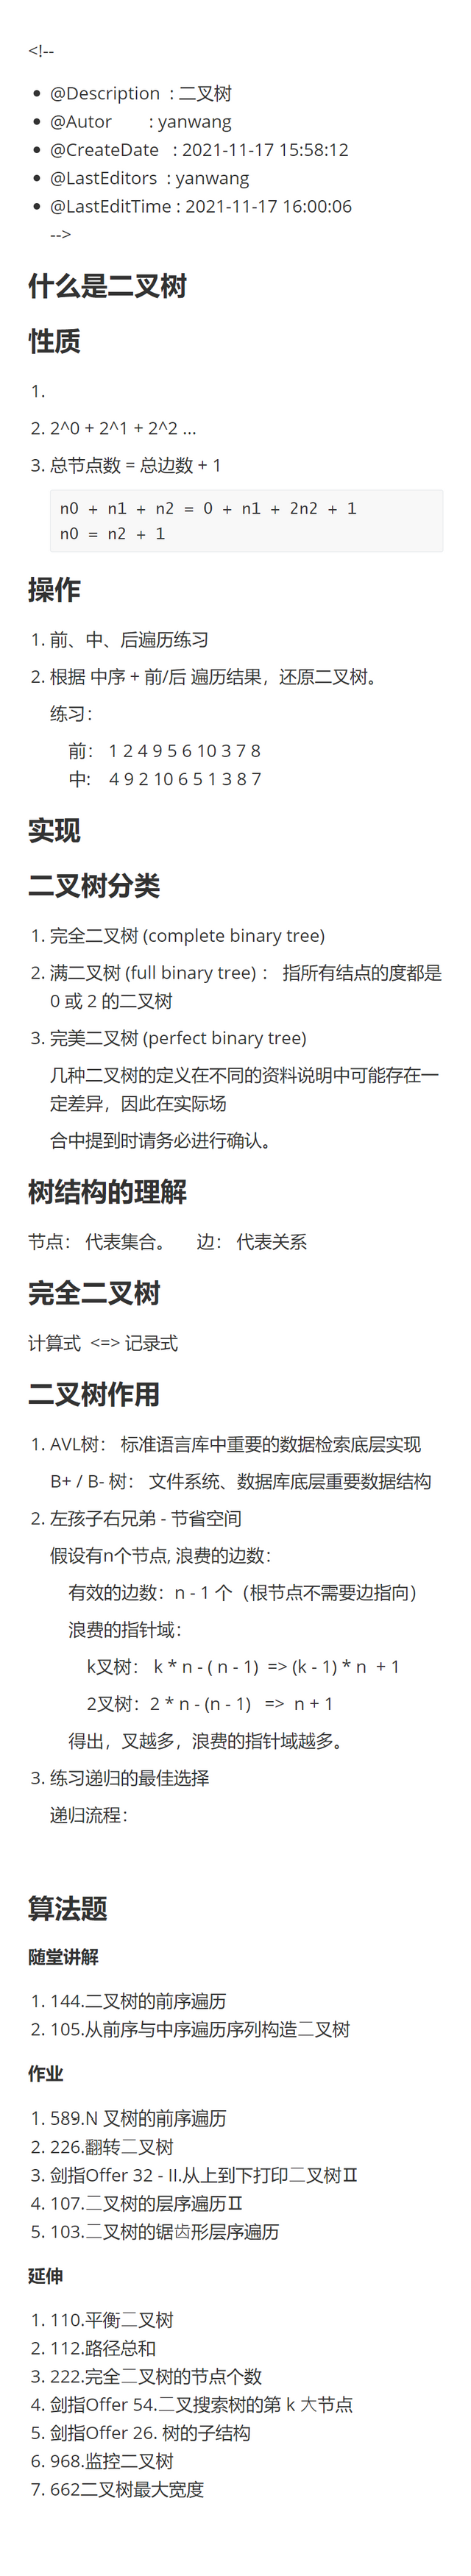 <!--
• @Description : 二叉树
• @Autor : yanwang
• @CreateDate : 2021-11-17 15:58:12
• @LastEditors : yanwang
• @LastEditTime : 2021-11-17 16:00:06
-->
什么是二叉树
性质
1.
2. 2^0 + 2^1 + 2^2 ...
3. 总节点数 = 总边数 + 1
n0 + n1 + n2 = 0 + n1 + 2n2 + 1
n0 = n2 + 1
操作
1. 前、中、后遍历练习
2. 根据 中序 + 前/后 遍历结果，还原二叉树。
练习：
前： 1 2 4 9 5 6 10 3 7 8
中: 4 9 2 10 6 5 1 3 8 7
实现
二叉树分类
1. 完全二叉树 (complete binary tree)
2. 满二叉树 (full binary tree) ： 指所有结点的度都是
0 或 2 的二叉树
3. 完美二叉树 (perfect binary tree)
几种二叉树的定义在不同的资料说明中可能存在一
定差异，因此在实际场
合中提到时请务必进行确认。
树结构的理解
节点： 代表集合。 边： 代表关系
完全二叉树
计算式 <=> 记录式
二叉树作用
1. AVL树： 标准语言库中重要的数据检索底层实现
B+ / B- 树： 文件系统、数据库底层重要数据结构
2. 左孩子右兄弟 - 节省空间
假设有n个节点, 浪费的边数：
有效的边数：n - 1 个（根节点不需要边指向）
浪费的指针域：
k叉树： k * n - ( n - 1) => (k - 1) * n + 1
2叉树：2 * n - (n - 1) => n + 1
得出，叉越多，浪费的指针域越多。
3. 练习递归的最佳选择
递归流程：
算法题
随堂讲解
1. 144.二叉树的前序遍历
2. 105.从前序与中序遍历序列构造⼆叉树
作业
1. 589.N 叉树的前序遍历
2. 226.翻转⼆叉树
3. 剑指Offer 32 - II.从上到下打印⼆叉树Ⅱ
4. 107.⼆叉树的层序遍历Ⅱ
5. 103.⼆叉树的锯⻮形层序遍历
延伸
1. 110.平衡⼆叉树
2. 112.路径总和
3. 222.完全⼆叉树的节点个数
4. 剑指Offer 54.⼆叉搜索树的第 k ⼤节点
5. 剑指Offer 26. 树的子结构
6. 968.监控二叉树
7. 662二叉树最大宽度